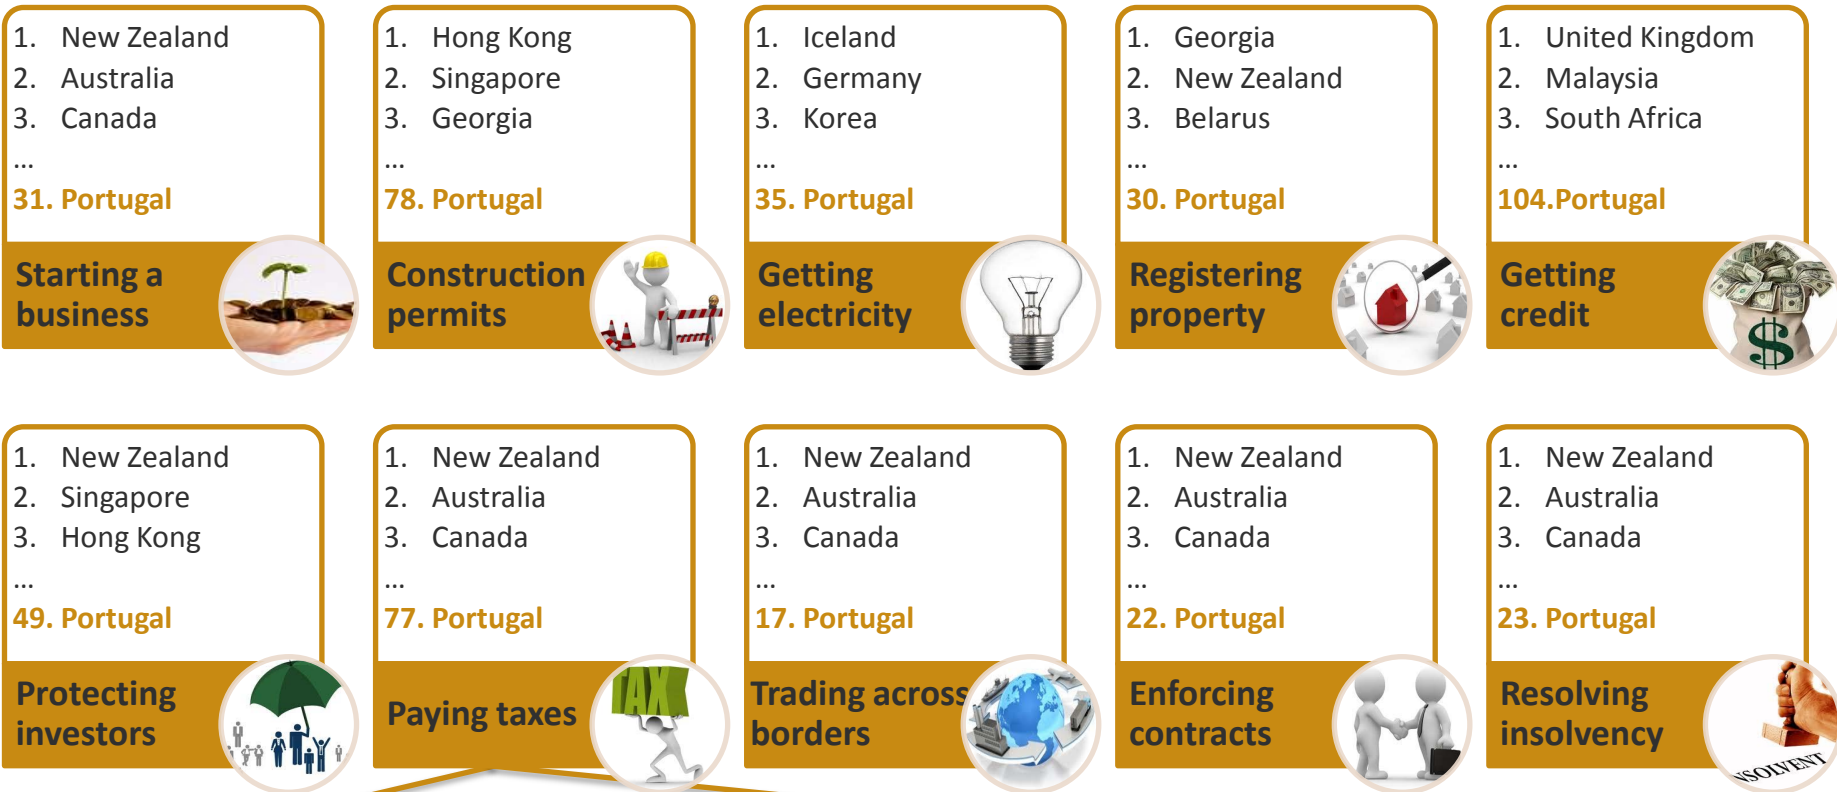 1. New Zealand
2. Australia
3. Canada
...
31. Portugal
Starting a
business
1. Hong Kong
2. Singapore
3. Georgia
...
78. Portugal
Construction
permits
1. Iceland
2. Germany
3. Korea
...
35. Portugal
Getting
electricity
1. Georgia
2. New Zealand
3. Belarus
...
30. Portugal
Registering
property
1. United Kingdom
2. Malaysia
3. South Africa
...
104.Portugal
Getting
credit
$
1. New Zealand
2. Singapore
3. Hong Kong
...
49. Portugal
Protecting
investors
1. New Zealand
2. Australia
3. Canada
...
77. Portugal
Paying taxes
TAX
1. New Zealand
2. Australia
3. Canada
...
17. Portugal
Trading across
borders
1. New Zealand
2. Australia
3. Canada
...
22. Portugal
Enforcing
contracts
1. New Zealand
2. Australia
3. Canada
...
23. Portugal
Resolving
insolvency
NSOLVENT